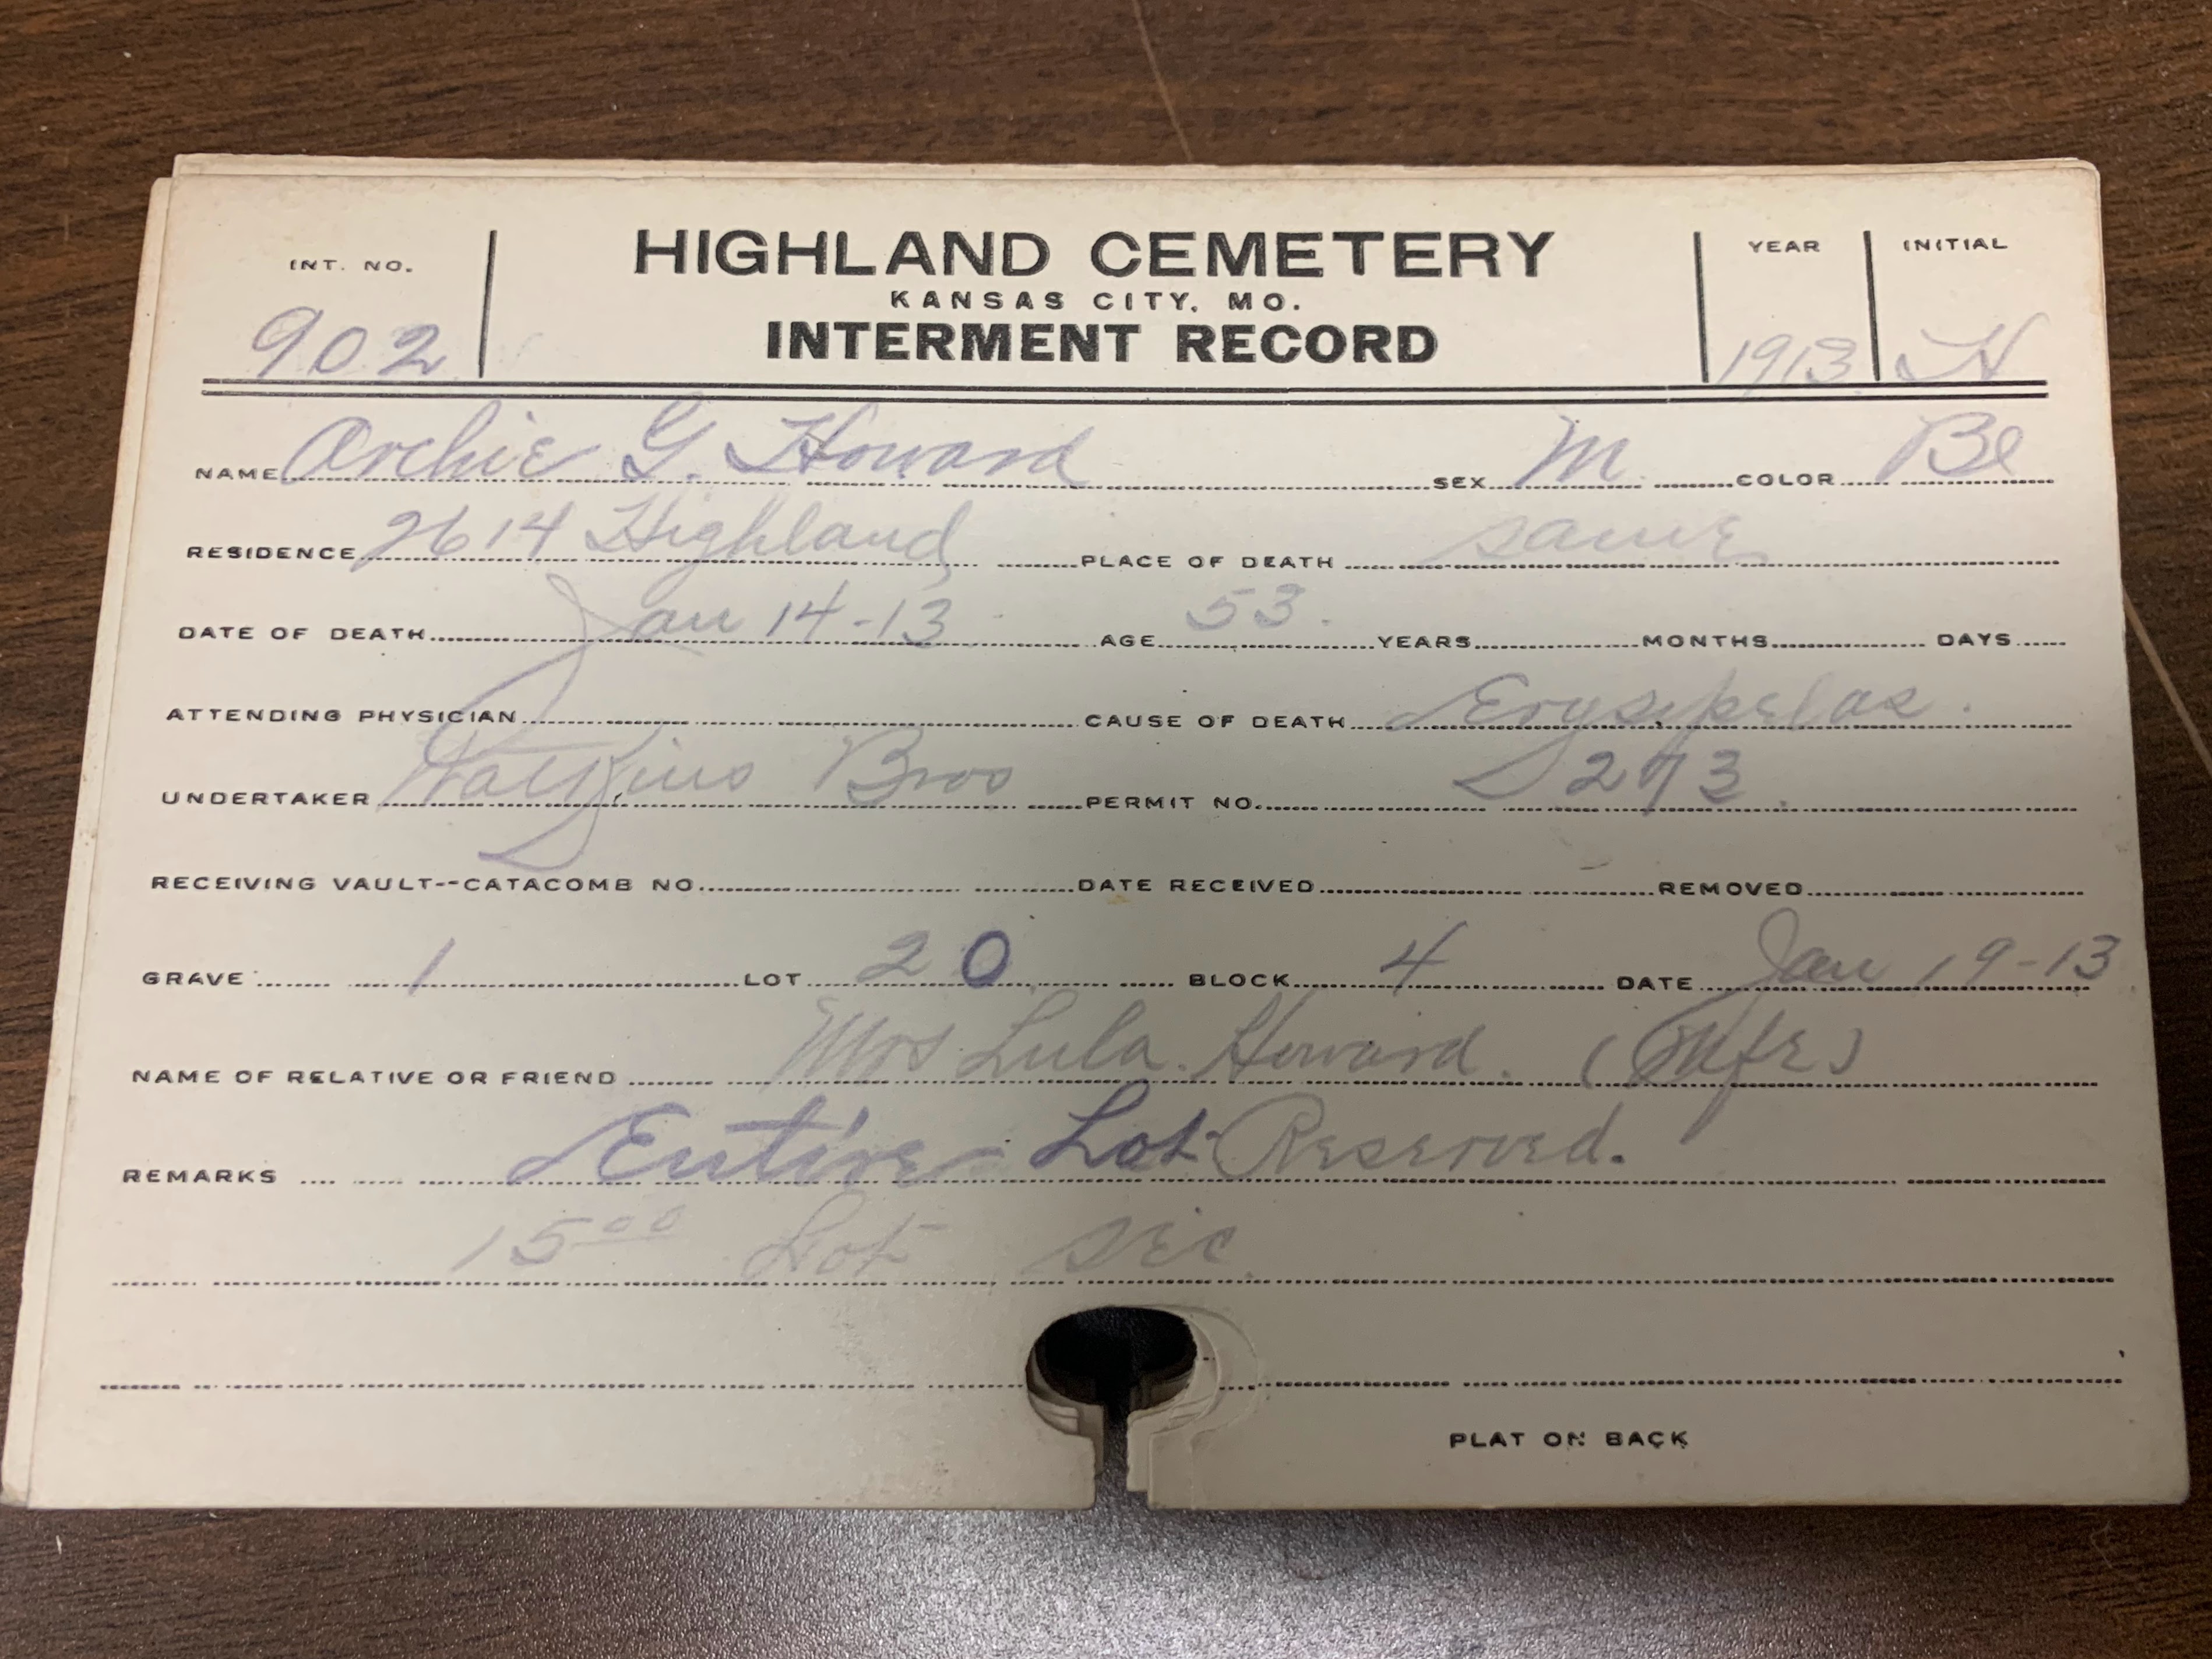 INT. NO. HIGHLAND CEMETERY YEAR INITIAL
KANSAS CITY, MO.
902 INTERMENT RECORD 1913 H
NAME Archie G. Howard SEX M. COLOR Bl
RESIDENCE 2614 Highland PLACE OF DEATH same
DATE OF DEATH Jan 14-13 AGE 53. YEARS MONTHS DAYS
ATTENDING PHYSICIAN CAUSE OF DEATH Erysipelas.
UNDERTAKER Watkins Bros PERMIT NO.
RECEIVING VAULT--CATACOMB NO. DATE RECEIVED REMOVED
GRAVE 1 LOT 20 BLOCK 4 DATE Jan 19-13
NAME OF RELATIVE OR FRIEND Mrs Lula Howard. (Wife)
REMARKS Entire Lot Reserved.
15 00 Lot Sec
PLAT ON BACK